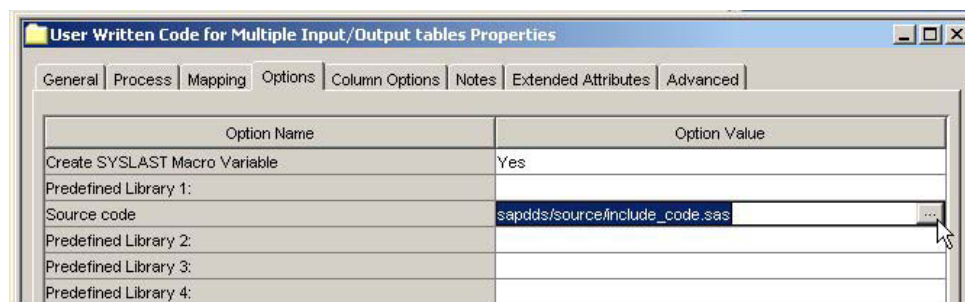 User Written Code for Multiple Input/Output tables Properties
General Process Mapping Options Column Options Notes Extended Attributes Advanced
Option Name Option Value
Create SYSLAST Macro Variable Yes
Predefined Library 1:
Source code sapdds/source/include_code.sas ...
Predefined Library 2:
Predefined Library 3:
Predefined Library 4: